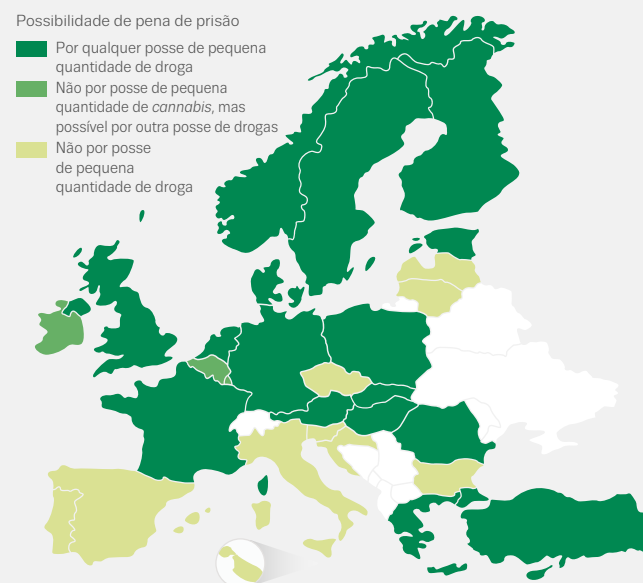 Possibilidade de pena de prisão
Por qualquer posse de pequena
quantidade de droga
Não por posse de pequena
quantidade de cannabis, mas
possível por outra posse de drogas
Não por posse
de pequena
quantidade de droga